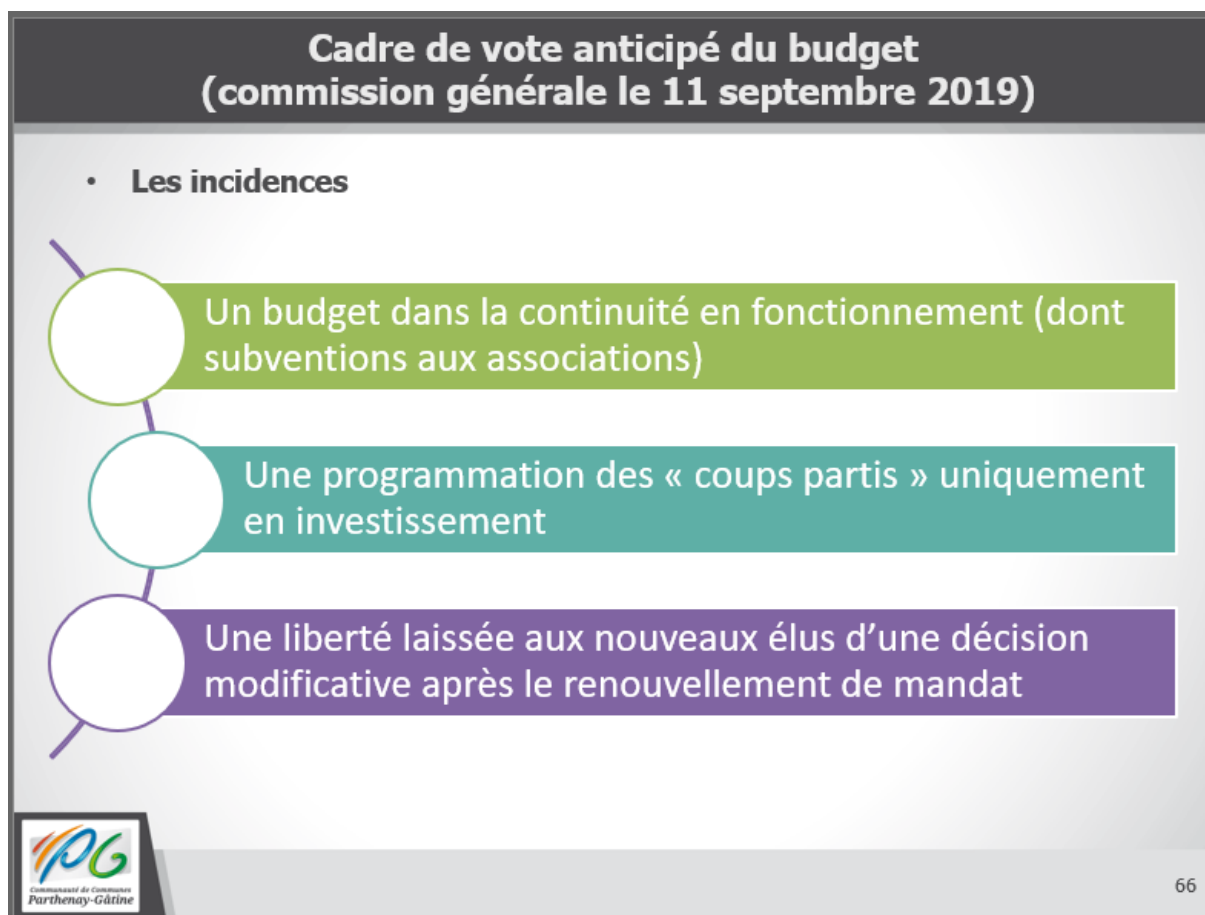 Cadre de vote anticipé du budget
(commission générale le 11 septembre 2019)
• Les incidences
Un budget dans la continuité en fonctionnement (dont
subventions aux associations)
Une programmation des « coups partis » uniquement
en investissement
Une liberté laissée aux nouveaux élus d’une décision
modificative après le renouvellement de mandat
CPG
Communauté de Communes
Parthenay-Gâtine
66